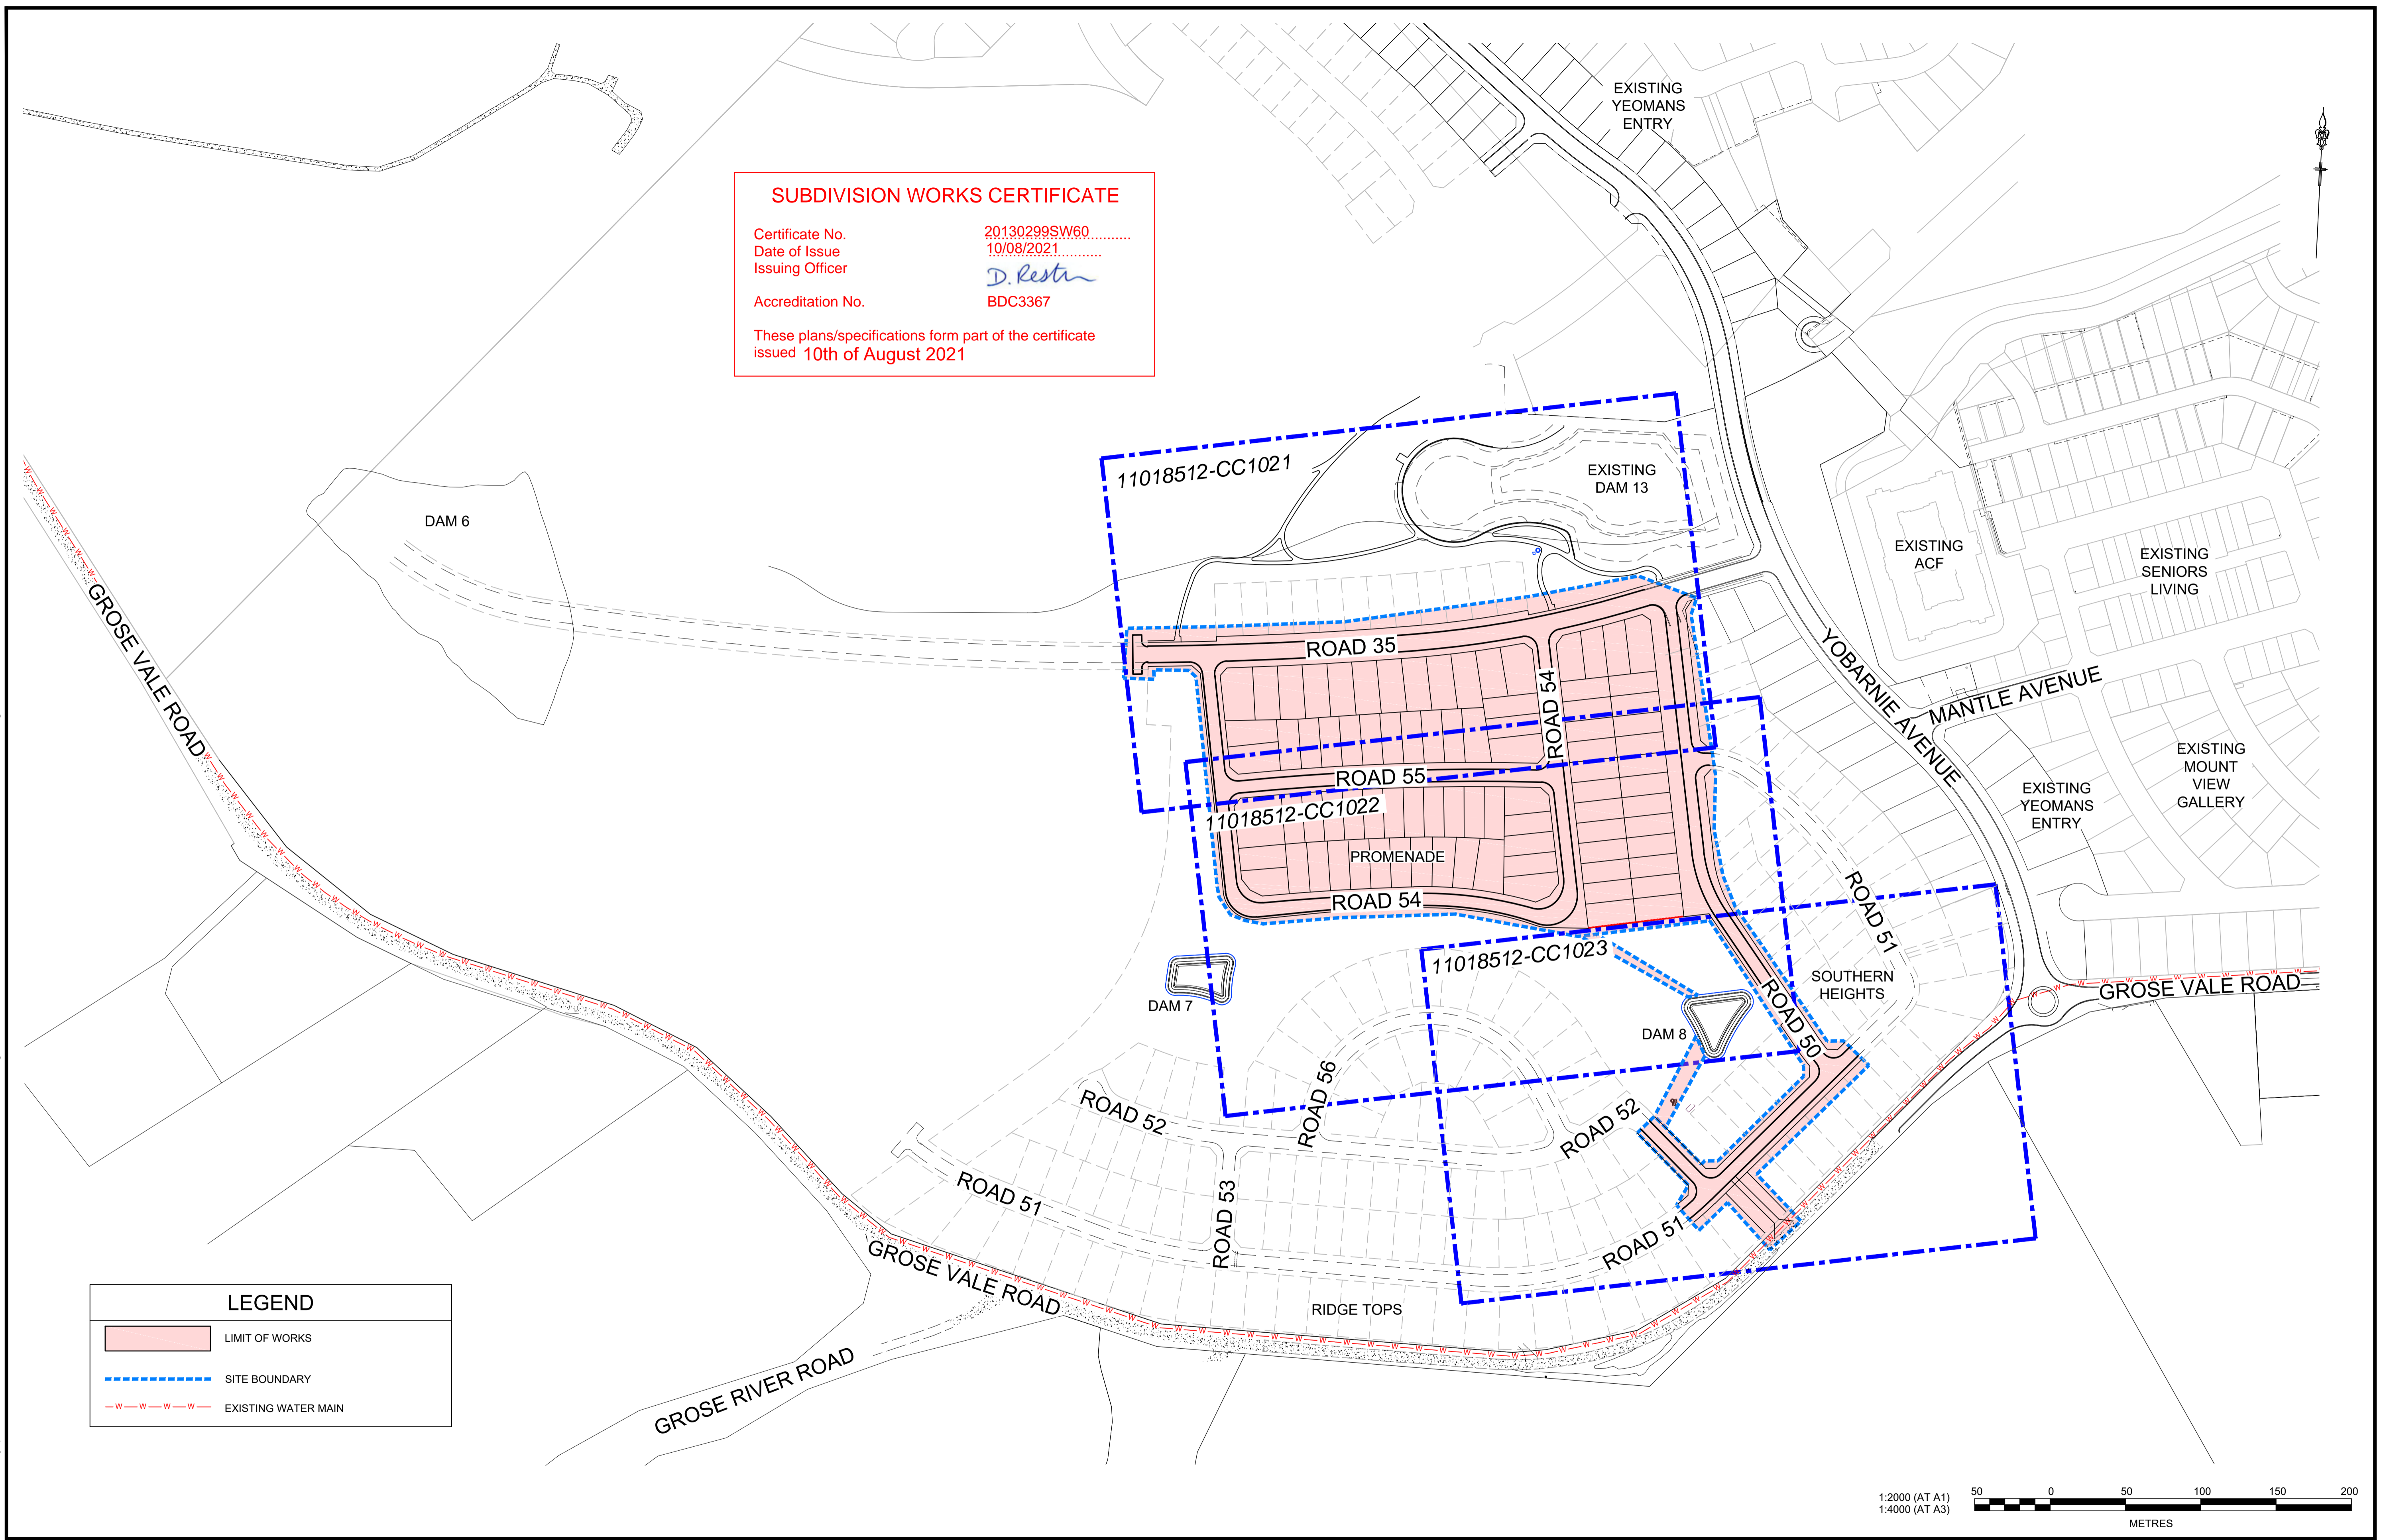 EXISTING
YEOMANS
ENTRY
SUBDIVISION WORKS CERTIFICATE
Certificate No. 20130299SW60
Date of Issue 10/08/2021
Issuing Officer
Accreditation No. BDC3367
These plans/specifications form part of the certificate
issued 10th of August 2021
11018512-CC1021
EXISTING
DAM 13
DAM 6
EXISTING
ACF
EXISTING
SENIORS
LIVING
GROSE VALE ROAD
ROAD 35
ROAD 54
YOBARNIE AVENUE
MANTLE AVENUE
ROAD 55
11018512-CC1022
EXISTING
YEOMANS
ENTRY
EXISTING
MOUNT
VIEW
GALLERY
PROMENADE
ROAD 54
ROAD 51
11018512-CC1023
SOUTHERN
HEIGHTS
GROSE VALE ROAD
DAM 7
DAM 8
ROAD 50
ROAD 52
ROAD 56
ROAD 52
ROAD 51
ROAD 53
ROAD 51
GROSE VALE ROAD
RIDGE TOPS
GROSE RIVER ROAD
LEGEND
LIMIT OF WORKS
SITE BOUNDARY
W W W W EXISTING WATER MAIN
1:2000 (AT A1)
1:4000 (AT A3)
50 0 50 100 150 200
METRES